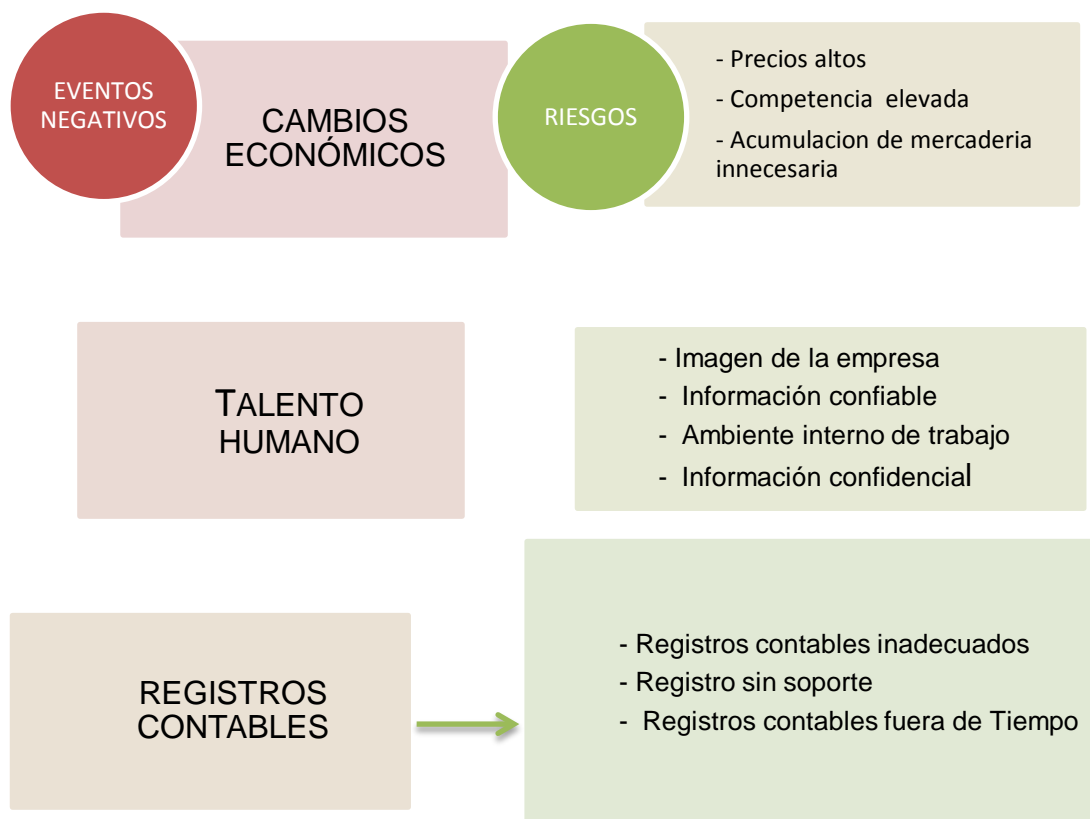 EVENTOS
NEGATIVOS
CAMBIOS
ECONÓMICOS
RIESGOS
- Precios altos
- Competencia elevada
- Acumulacion de mercaderia
innecesaria
TALENTO
HUMANO
- Imagen de la empresa
- Información confiable
- Ambiente interno de trabajo
- Información confidencial
REGISTROS
CONTABLES
- Registros contables inadecuados
- Registro sin soporte
- Registros contables fuera de Tiempo